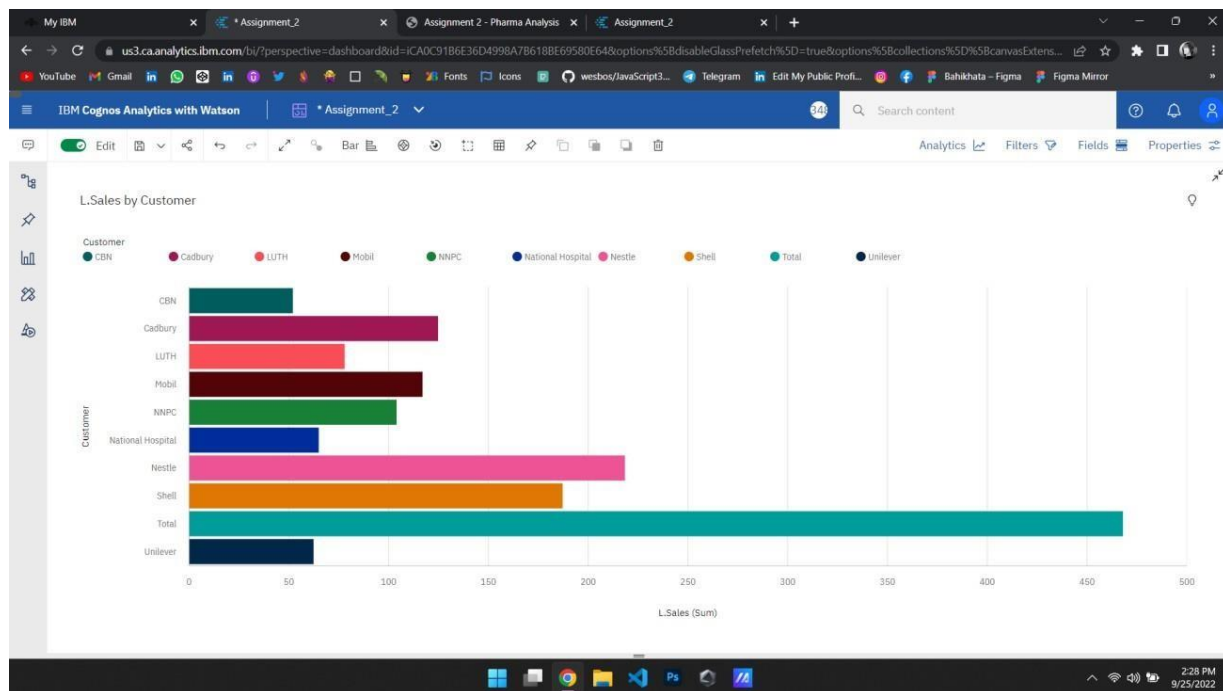 My IBM
* Assignment_2
Assignment 2 - Pharma Analysis
Assignment_2
us3.ca.analytics.ibm.com/bi/?perspective=dashboard&id=iCA0C91B6E36D4998A7B618BE69580E64&options%5BdisableGlassPrefetch%5D=true&options%5Bcollections%5D%5BcanvasExtens...
YouTube Gmail Fonts Icons wesbos/JavaScript3... Telegram Edit My Public Profi... Bahikhata – Figma Figma Mirror »
IBM Cognos Analytics with Watson * Assignment_2 Search content
Edit Bar Analytics Filters Fields Properties
L.Sales by Customer
Customer
CBN Cadbury LUTH Mobil NNPC National Hospital Nestle Shell Total Unilever
CBN
Cadbury
LUTH
Mobil
NNPC
National Hospital
Nestle
Shell
Total
Unilever
Customer
0 50 100 150 200 250 300 350 400 450 500
L.Sales (Sum)
Ps
2:28 PM
9/25/2022